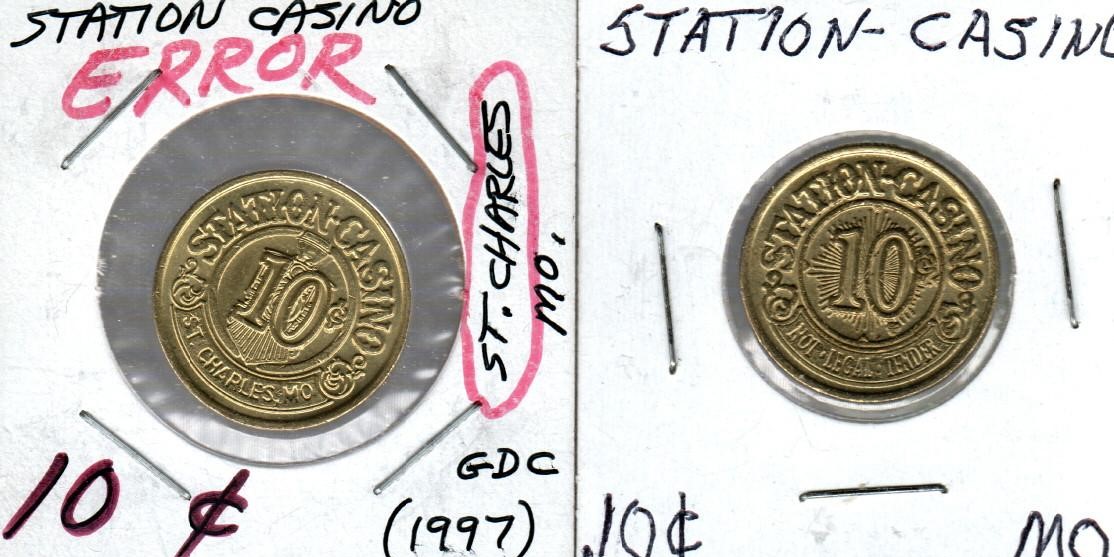 STATION CASINO
ERROR
STATION-CASINO
10
ST. CHARLES, MO
ST. CHARLES
MO.
10 ¢
GDC
(1997)
STATION-CASINO
STATION-CASINO
10
NOT • LEGAL • TENDER
.10¢
MO